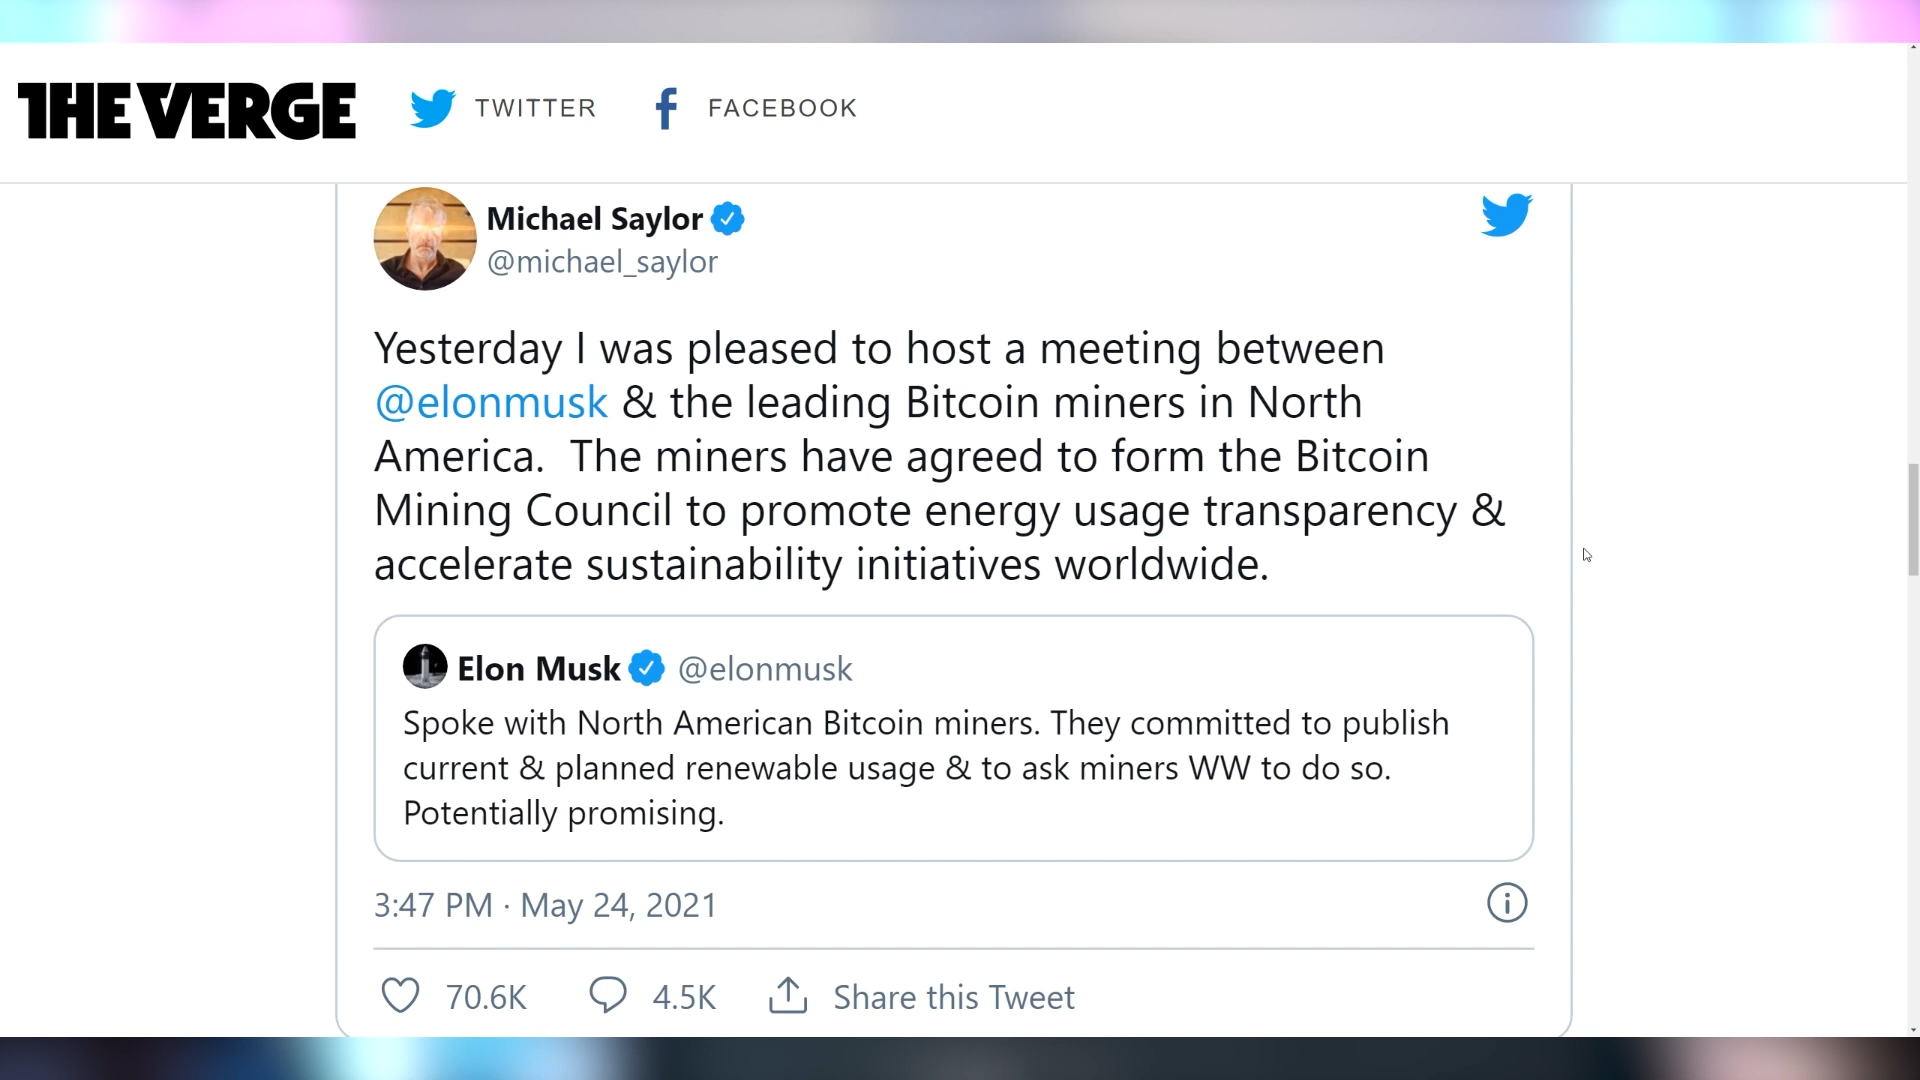 THE VERGE TWITTER FACEBOOK
Michael Saylor
@michael_saylor
Yesterday I was pleased to host a meeting between
@elonmusk & the leading Bitcoin miners in North
America.  The miners have agreed to form the Bitcoin
Mining Council to promote energy usage transparency &
accelerate sustainability initiatives worldwide.
Elon Musk @elonmusk
Spoke with North American Bitcoin miners. They committed to publish
current & planned renewable usage & to ask miners WW to do so.
Potentially promising.
3:47 PM · May 24, 2021
70.6K 4.5K Share this Tweet